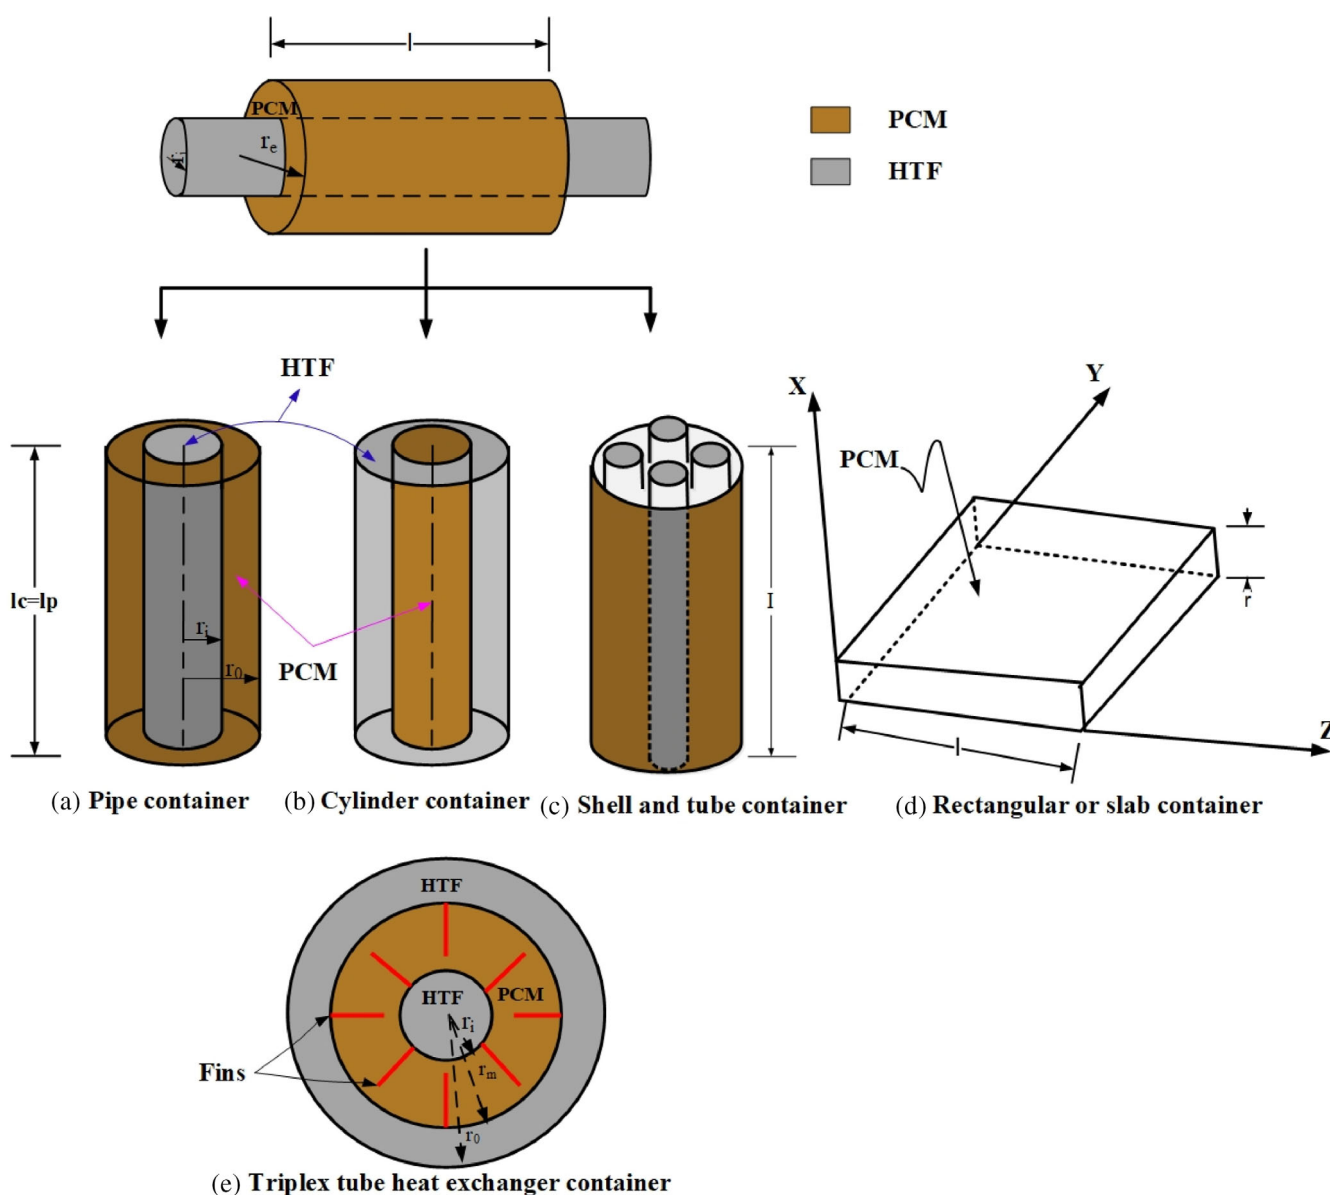 l
PCM
r_e
r_i
PCM
HTF
HTF
X
Y
PCM
lc=lp
r_i
r_0
PCM
I
r
l
Z
(a) Pipe container
(b) Cylinder container
(c) Shell and tube container
(d) Rectangular or slab container
HTF
HTF
PCM
r_i
r_m
r_0
Fins
(e) Triplex tube heat exchanger container